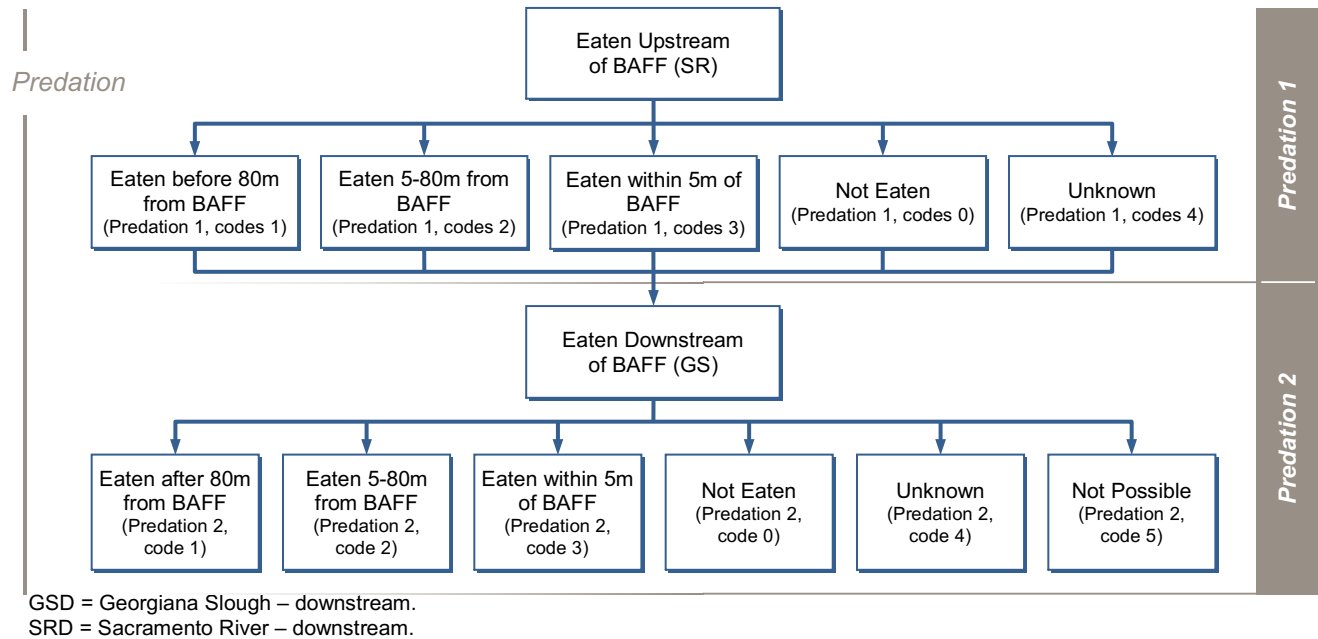 Predation
Eaten Upstream
of BAFF (SR)
Predation 1
Eaten before 80m
from BAFF
(Predation 1, codes 1)
Eaten 5-80m from
BAFF
(Predation 1, codes 2)
Eaten within 5m of
BAFF
(Predation 1, codes 3)
Not Eaten
(Predation 1, codes 0)
Unknown
(Predation 1, codes 4)
Eaten Downstream
of BAFF (GS)
Predation 2
Eaten after 80m
from BAFF
(Predation 2,
code 1)
Eaten 5-80m
from BAFF
(Predation 2,
code 2)
Eaten within 5m
of BAFF
(Predation 2,
code 3)
Not Eaten
(Predation 2,
code 0)
Unknown
(Predation 2,
code 4)
Not Possible
(Predation 2,
code 5)
GSD = Georgiana Slough – downstream.
SRD = Sacramento River – downstream.